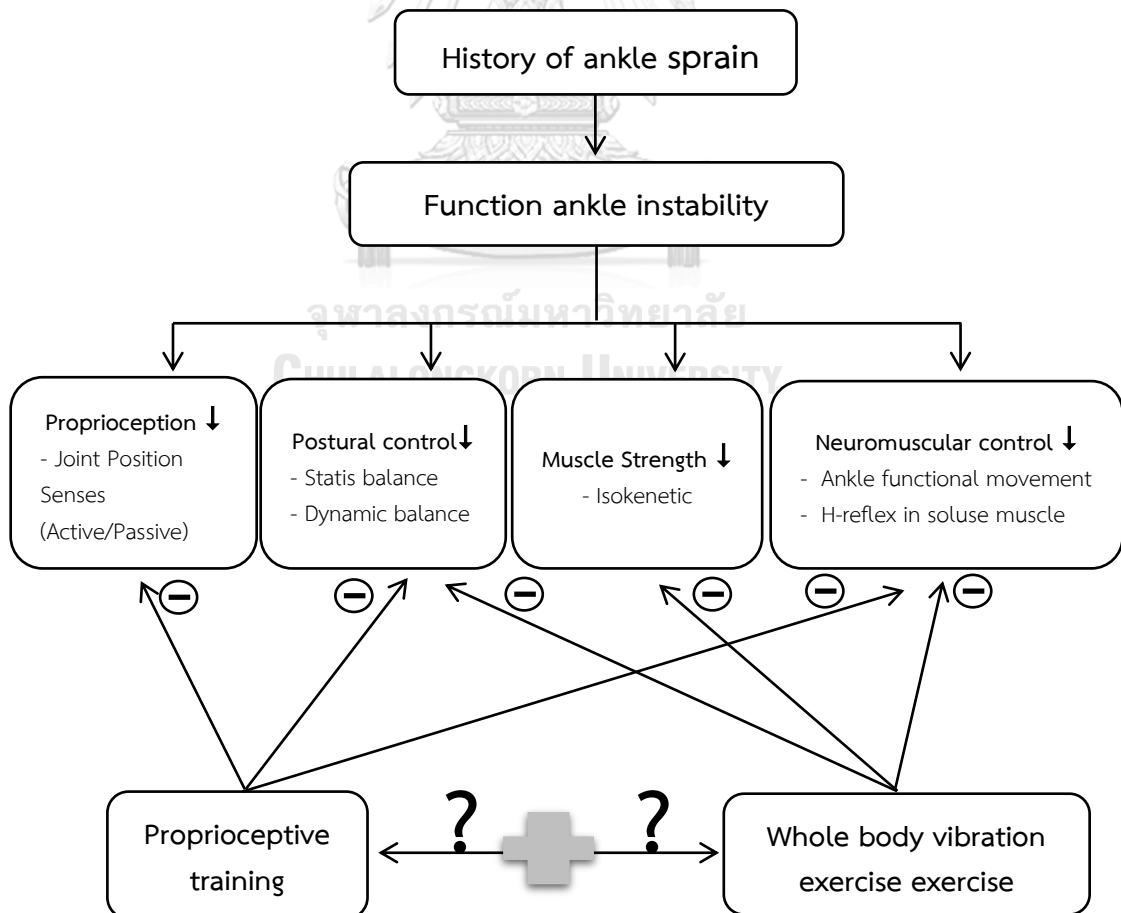 History of ankle sprain
Function ankle instability
จุฬาลงกรณ์มหาวิทยาลัย
CHULALONGKORN UNIVERSITY
Proprioception ↓
- Joint Position
Senses
(Active/Passive)
Postural control↓
- Statis balance
- Dynamic balance
Muscle Strength ↓
- Isokenetic
Neuromuscular control ↓
- Ankle functional movement
- H-reflex in soluse muscle
− − − − − −
? ?
Proprioceptive
training
Whole body vibration
exercise exercise